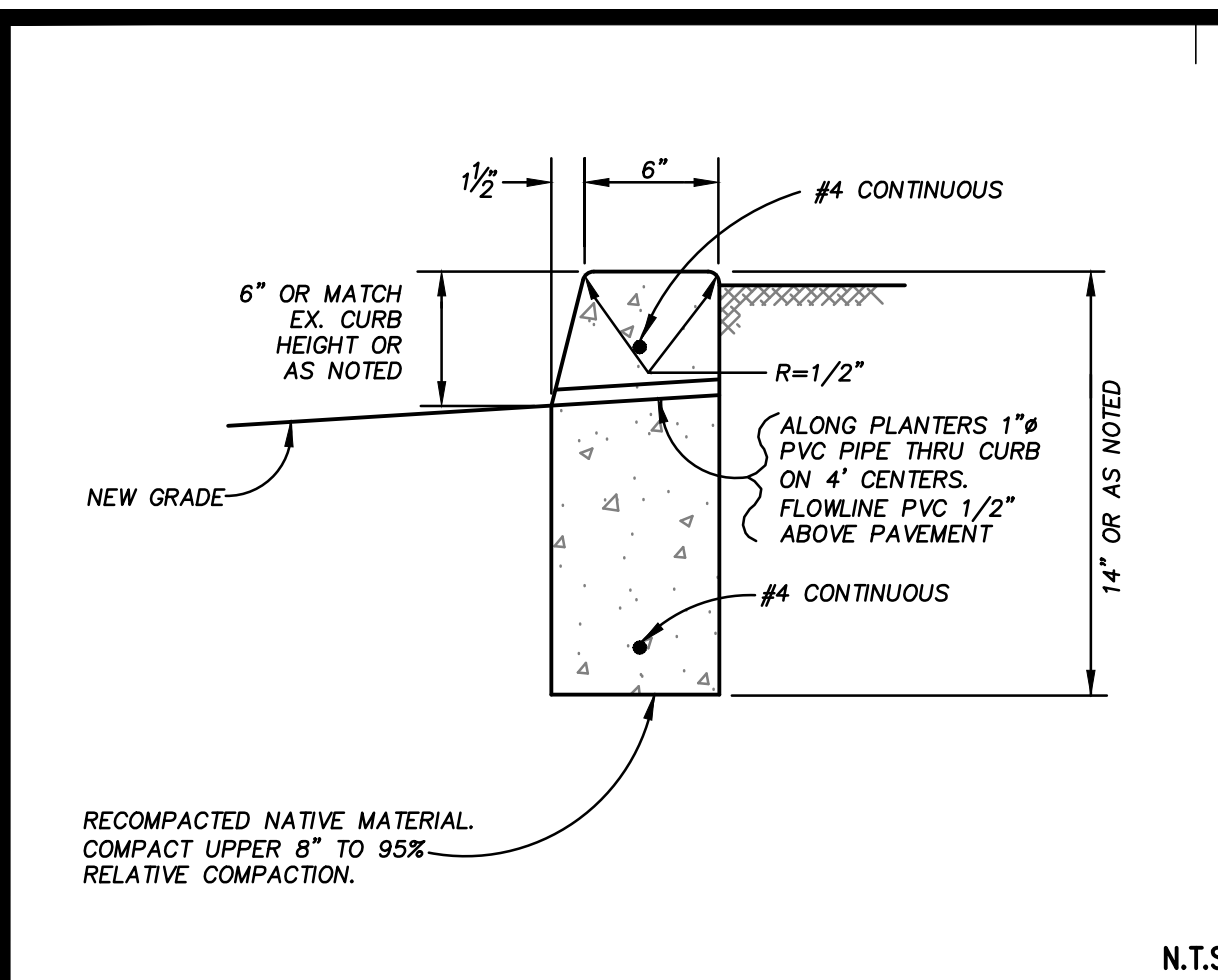 1½"
6"
#4 CONTINUOUS
6" OR MATCH
EX. CURB
HEIGHT OR
AS NOTED
R=1/2"
ALONG PLANTERS 1"ø
PVC PIPE THRU CURB
ON 4' CENTERS.
FLOWLINE PVC 1/2"
ABOVE PAVEMENT
14" OR AS NOTED
NEW GRADE
#4 CONTINUOUS
RECOMPACTED NATIVE MATERIAL.
COMPACT UPPER 8" TO 95%
RELATIVE COMPACTION.
N.T.S